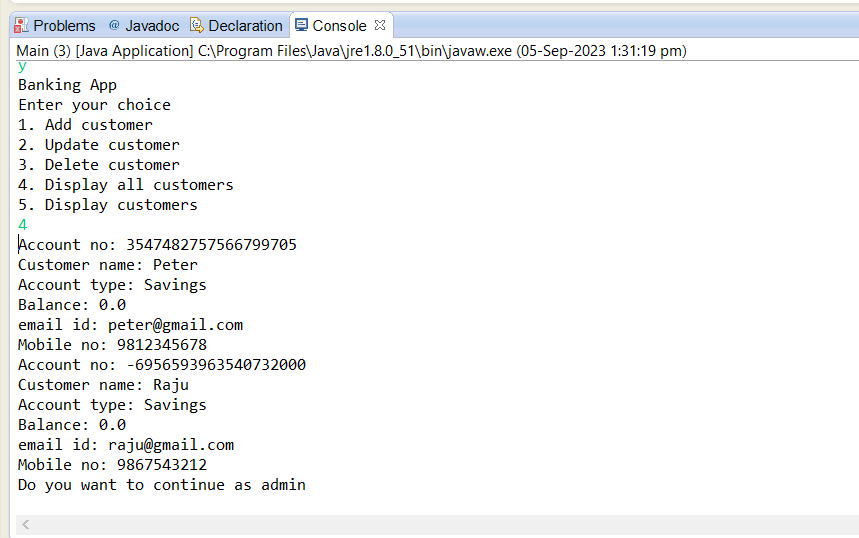 Problems @ Javadoc Declaration Console
Main (3) [Java Application] C:\Program Files\Java\jre1.8.0_51\bin\javaw.exe (05-Sep-2023 1:31:19 pm)
y
Banking App
Enter your choice
1. Add customer
2. Update customer
3. Delete customer
4. Display all customers
5. Display customers
4
Account no: 3547482757566799705
Customer name: Peter
Account type: Savings
Balance: 0.0
email id: peter@gmail.com
Mobile no: 9812345678
Account no: -6956593963540732000
Customer name: Raju
Account type: Savings
Balance: 0.0
email id: raju@gmail.com
Mobile no: 9867543212
Do you want to continue as admin